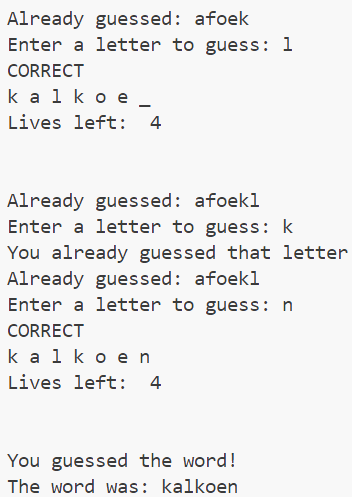 Already guessed: afoek
Enter a letter to guess: l
CORRECT
k a l k o e _
Lives left:  4
Already guessed: afoekl
Enter a letter to guess: k
You already guessed that letter
Already guessed: afoekl
Enter a letter to guess: n
CORRECT
k a l k o e n
Lives left:  4
You guessed the word!
The word was: kalkoen